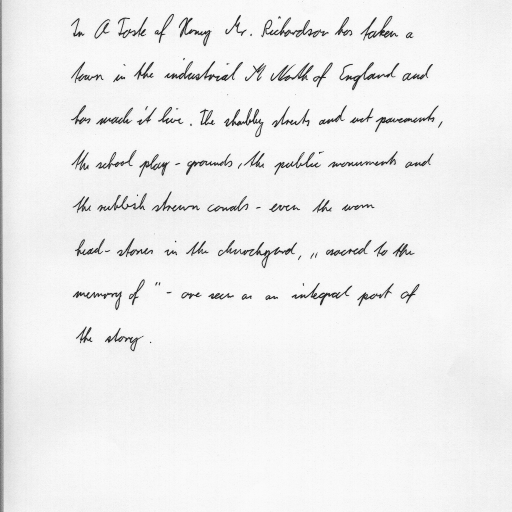 In A Taste of Honey Mr. Richardson has taken a
town in the industrial N North of England and
has made it live. The shabby streets and wet pavements,
the school play-grounds, the public monuments and
the rubbish strewn canals - even the worn
head-stones in the churchyard, "sacred to the
memory of" - are seen as an integral part of
the story.